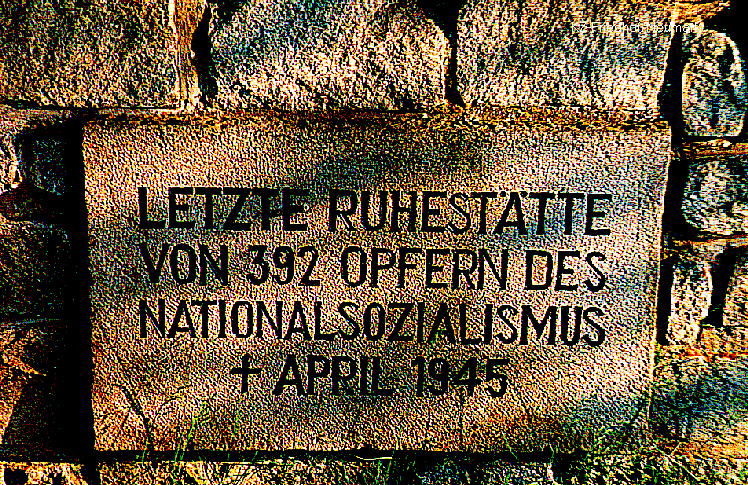 LETZTE RUHESTÄTTE
VON 392 OPFERN DES
NATIONALSOZIALISMUS
† APRIL 1945